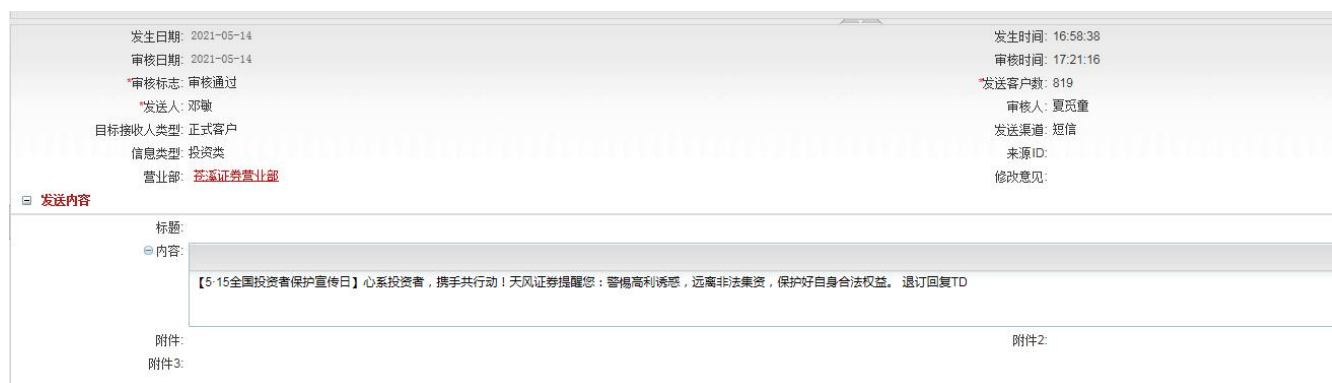 发生日期: 2021-05-14 发生时间: 16:58:38
审核日期: 2021-05-14 审核时间: 17:21:16
*审核标志: 审核通过 *发送客户数: 819
*发送人: 邓敏 审核人: 夏觅童
目标接收人类型: 正式客户 发送渠道: 短信
信息类型: 投资类 来源ID:
营业部: 苍溪证券营业部 修改意见:
发送内容
标题:
内容:
【5·15全国投资者保护宣传日】心系投资者，携手共行动！天风证券提醒您：警惕高利诱惑，远离非法集资，保护好自身合法权益。 退订回复TD
附件: 附件2:
附件3: